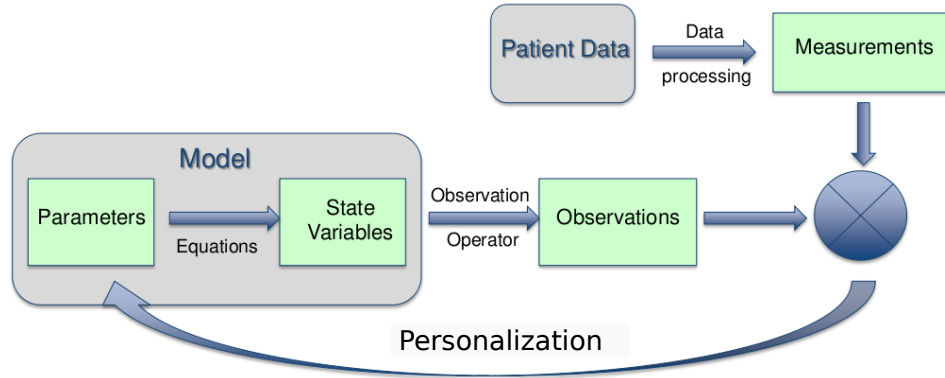 Patient Data
Data
processing
Measurements
Model
Parameters
Equations
State
Variables
Observation
Operator
Observations
Personalization